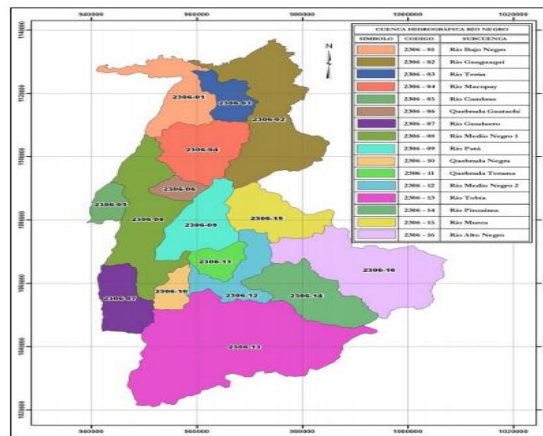 CUENCA HIDROGRÁFICA RÍO NEGRO
SÍMBOLO CODIGO SUBCUENCA
2306 - 01 Río Bajo Negro
2306 - 02 Río Guaguaquí
2306 - 03 Río Terán
2306 - 04 Río Macopay
2306 - 05 Río Cambras
2306 - 06 Quebrada Guatachí
2306 - 07 Río Guaduero
2306 - 08 Río Medio Negro 1
2306 - 09 Río Patá
2306 - 10 Quebrada Negra
2306 - 11 Quebrada Terama
2306 - 12 Río Medio Negro 2
2306 - 13 Río Tobia
2306 - 14 Río Pinzaima
2306 - 15 Río Murca
2306 - 16 Río Alto Negro
N
2306-01
2306-03
2306-02
2306-04
2306-06
2306-05
2306-08
2306-09
2306-15
2306-11
2306-16
2306-07
2306-10
2306-12
2306-14
2306-13
940000 960000 980000 1000000 1020000